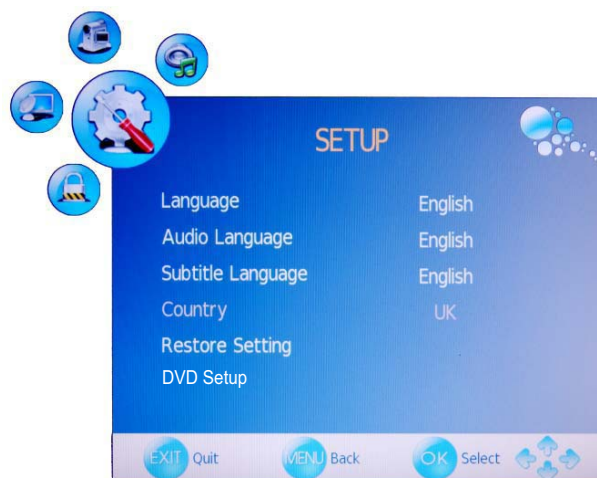 SETUP
Language English
Audio Language English
Subtitle Language English
Country UK
Restore Setting
DVD Setup
EXIT Quit MENU Back OK Select